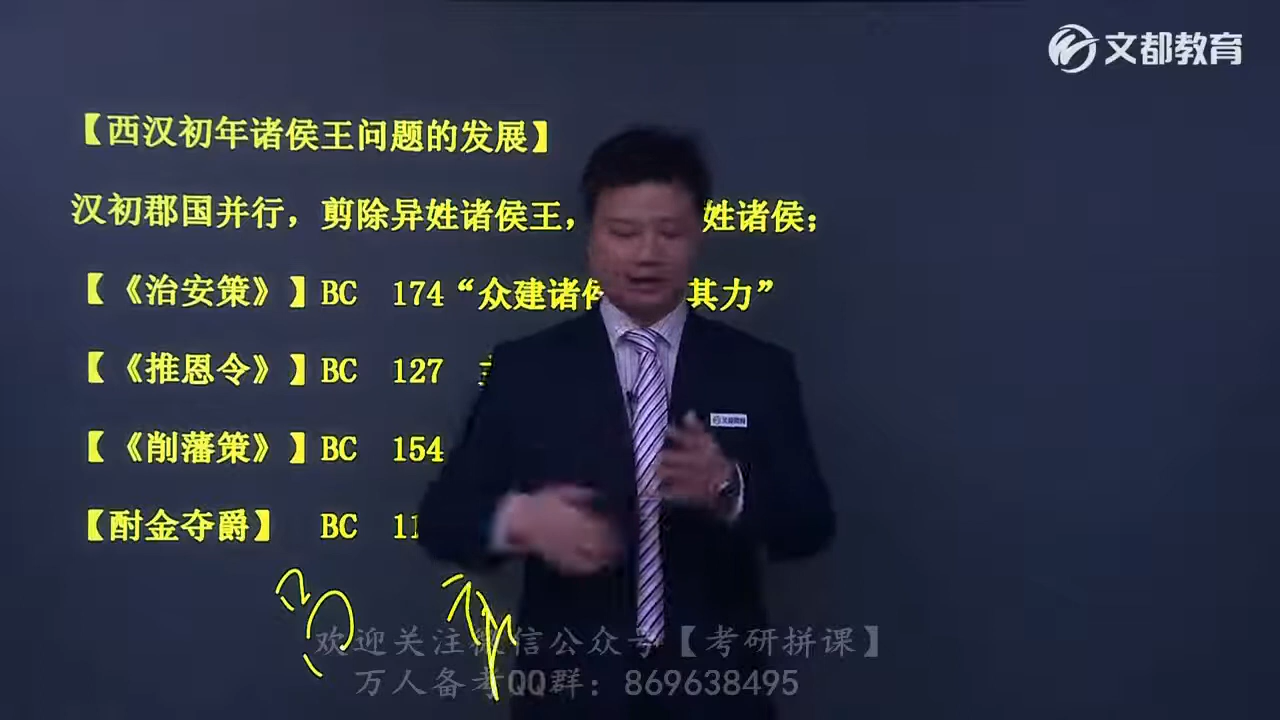 文都教育
【西汉初年诸侯王问题的发展】
汉初郡国并行，剪除异姓诸侯王， 姓诸侯；
【《治安策》】BC 174“众建诸 其力”
【《推恩令》】BC 127
【《削藩策》】BC 154
【酎金夺爵】 BC 11
文都教育
欢迎关注微信公众号【考研拼课】
万人备考QQ群：869638495